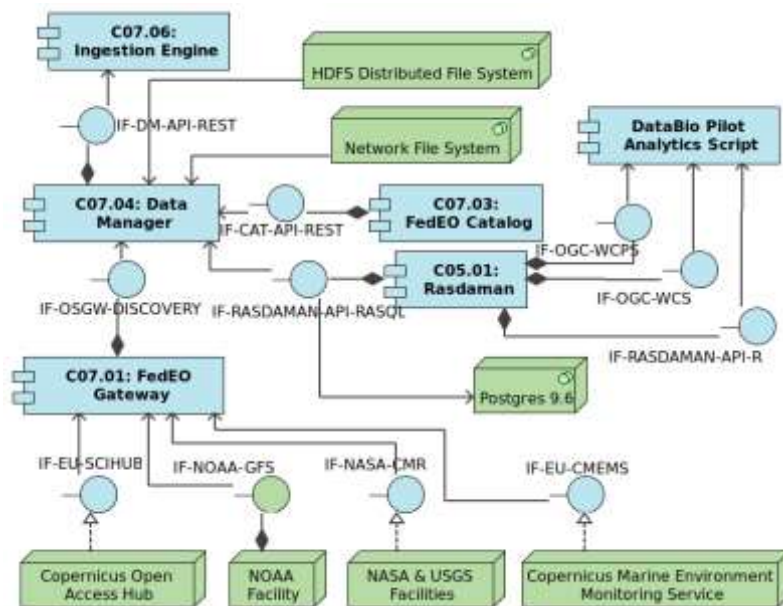 C07.06:
Ingestion Engine
HDFS Distributed File System
IF-DM-API-REST
Network File System
DataBio Pilot
Analytics Script
C07.04: Data
Manager
C07.03:
FedEO Catalog
IF-CAT-API-REST
IF-OGC-WCPS
C05.01:
Rasdaman
IF-OGC-WCS
IF-OSGW-DISCOVERY
IF-RASDAMAN-API-RASQL
IF-RASDAMAN-API-R
C07.01: FedEO
Gateway
Postgres 9.6
IF-EU-SCIHUB
IF-NOAA-GFS
IF-NASA-CMR
IF-EU-CMEMS
Copernicus Open
Access Hub
NOAA
Facility
NASA & USGS
Facilities
Copernicus Marine Environment
Monitoring Service